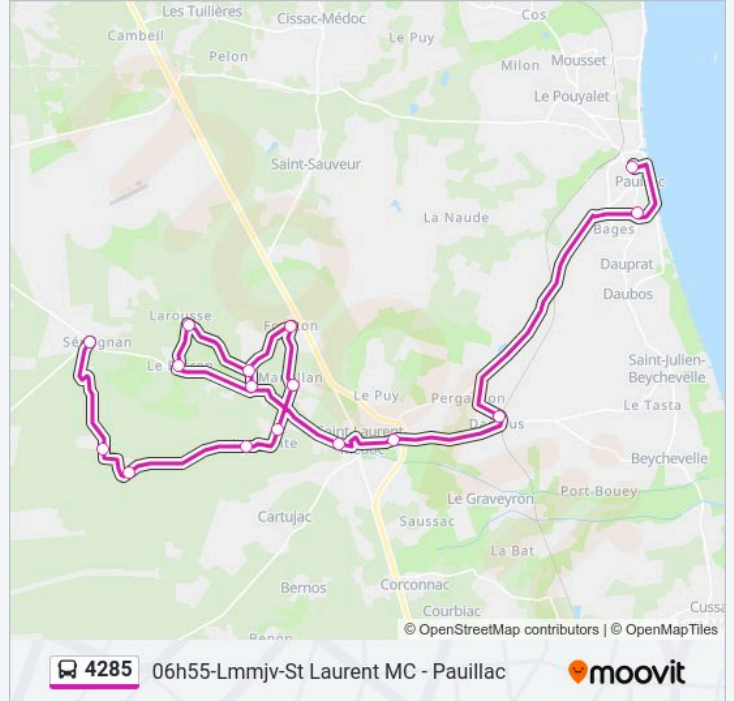 Les Tuilières
Cissac-Médoc
Cos
Cambeil
Le Puy
Pelon
Milon
Mousset
Le Pouyalet
Saint-Sauveur
La Naude
Bages
Dauprat
Daubos
Larousse
Le Puy
Saint-Julien-
Beychevelle
Le Tasta
Saint Laurent
Beychevelle
Port Bouey
Le Graveyron
Cartujac
Saussac
La Bat
Bernos
Corconnac
Courbiac
© OpenStreetMap contributors | © OpenMapTiles
4285 06h55-Lmmjv-St Laurent MC - Pauillac moovit